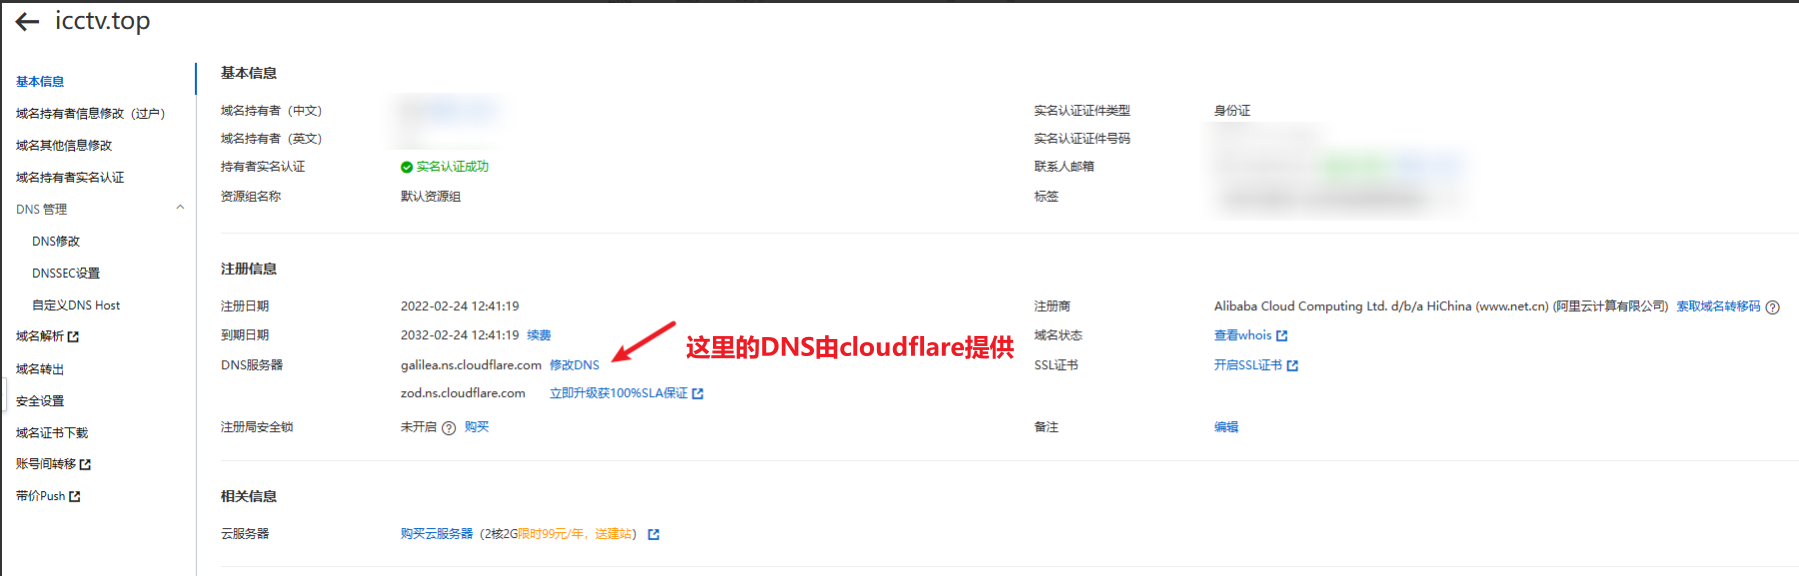 icctv.top
基本信息
域名持有者信息修改（过户）
域名其他信息修改
域名持有者实名认证
DNS 管理
DNS修改
DNSSEC设置
自定义DNS Host
域名解析
域名转出
安全设置
域名证书下载
账号间转移
带价Push
基本信息
域名持有者（中文）
实名认证证件类型 身份证
域名持有者（英文）
实名认证证件号码
持有者实名认证 实名认证成功
联系人邮箱
资源组名称 默认资源组
标签
注册信息
注册日期 2022-02-24 12:41:19
注册商 Alibaba Cloud Computing Ltd. d/b/a HiChina (www.net.cn) (阿里云计算有限公司) 索取域名转移码
到期日期 2032-02-24 12:41:19 续费
域名状态 查看whois
DNS服务器 galilea.ns.cloudflare.com 修改DNS
这里的DNS由cloudflare提供
SSL证书 开启SSL证书
zod.ns.cloudflare.com 立即升级获100%SLA保证
注册局安全锁 未开启 购买
备注 编辑
相关信息
云服务器 购买云服务器（2核2G限时99元/年，送建站）